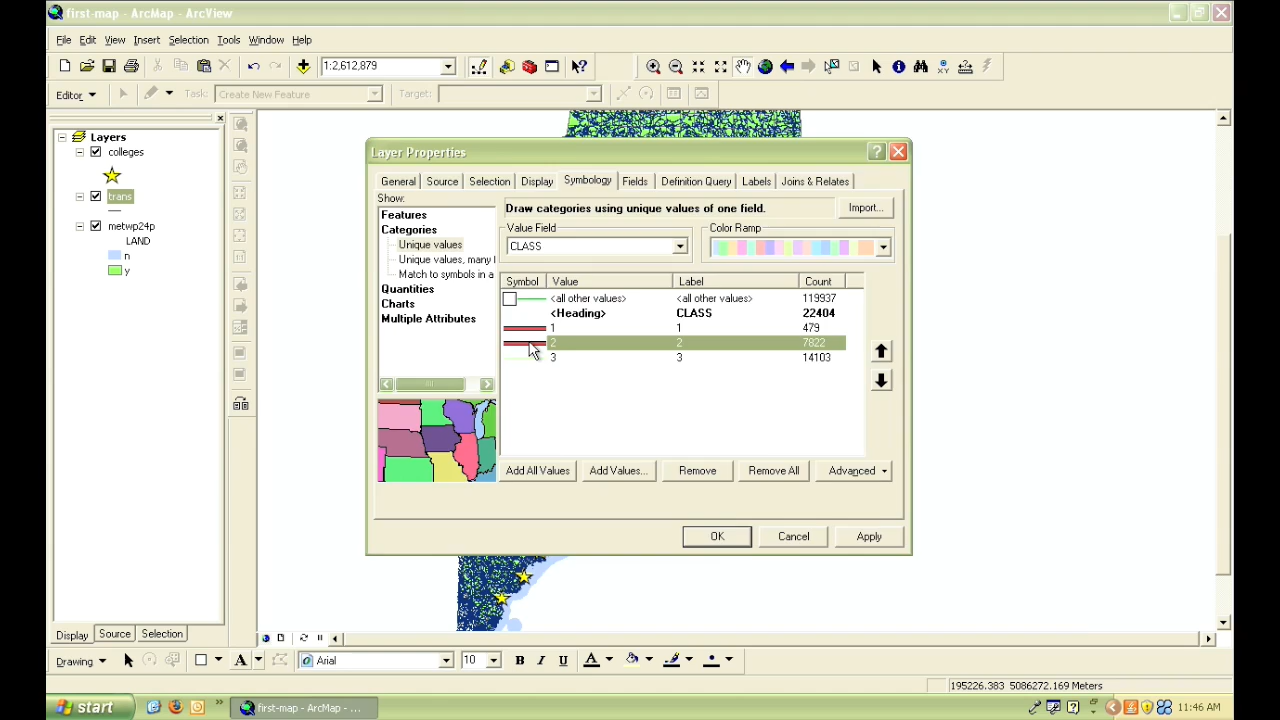 first-map - ArcMap - ArcView
File Edit View Insert Selection Tools Window Help
1:2,612,879
Editor Task: Create New Feature Target:
Layers
colleges
trans
metwp24p
LAND
n
y
Layer Properties
General Source Selection Display Symbology Fields Definition Query Labels Joins & Relates
Show:
Features
Categories
Unique values
Unique values, many
Match to symbols in a
Quantities
Charts
Multiple Attributes
Draw categories using unique values of one field.
Import...
Value Field
CLASS
Color Ramp
Symbol Value Label Count
<all other values> <all other values> 119937
<Heading> CLASS 22404
1 1 479
2 2 7822
3 3 14103
Add All Values Add Values... Remove Remove All Advanced
OK Cancel Apply
Display Source Selection
Drawing A Arial 10 B I U A
195226.383 5086272.169 Meters
start first-map - ArcMap - ... 11:46 AM